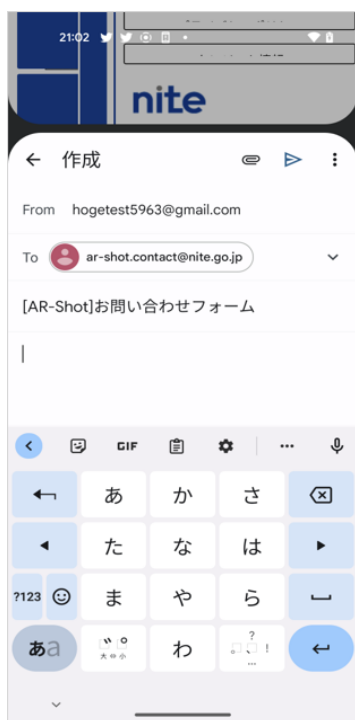 21:02
nite
作成
From hogetest5963@gmail.com
To ar-shot.contact@nite.go.jp
[AR-Shot]お問い合わせフォーム
GIF
あ か さ
た な は
?123 ま や ら
あa 大⇔小 わ 、。?!…